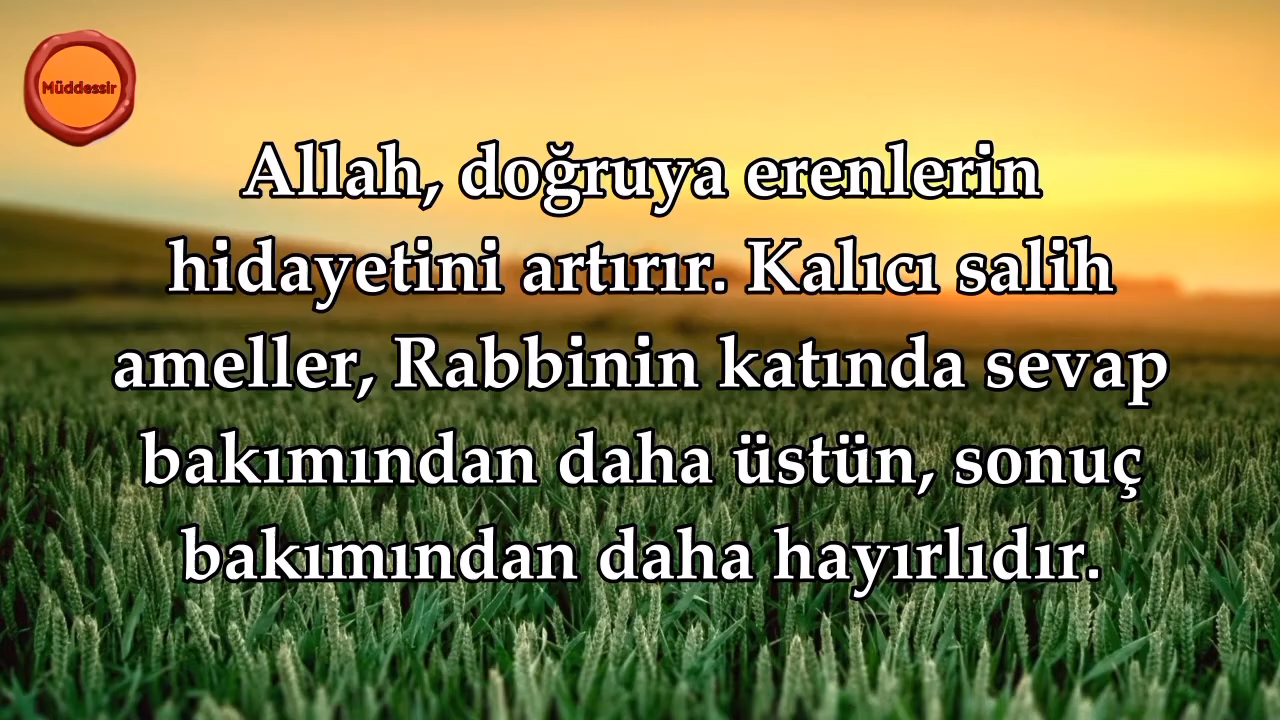 Müddessir
Allah, doğruya erenlerin
hidayetini artırır. Kalıcı salih
ameller, Rabbinin katında sevap
bakımından daha üstün, sonuç
bakımından daha hayırlıdır.